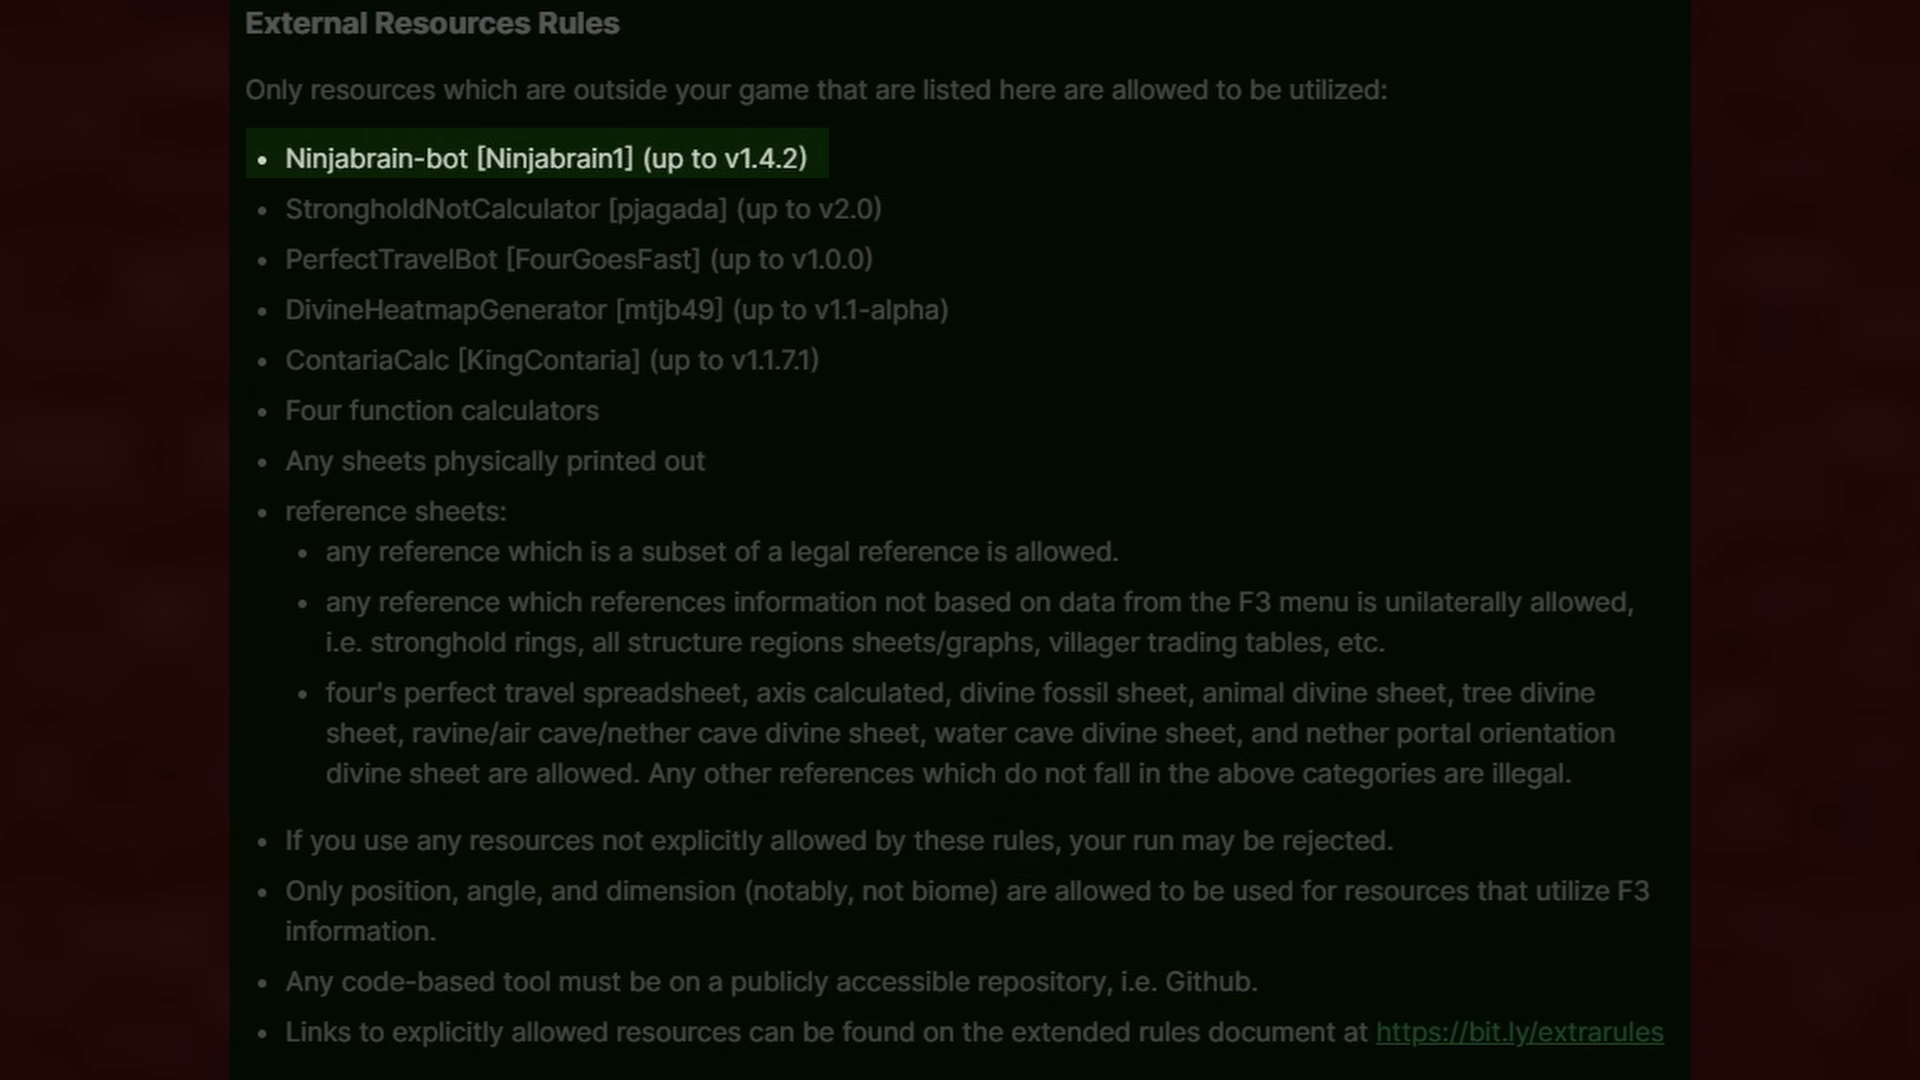 External Resources Rules
Only resources which are outside your game that are listed here are allowed to be utilized:
• Ninjabrain-bot [Ninjabrain1] (up to v1.4.2)
• StrongholdNotCalculator [pjagada] (up to v2.0)
• PerfectTravelBot [FourGoesFast] (up to v1.0.0)
• DivineHeatmapGenerator [mtjb49] (up to v1.1-alpha)
• ContariaCalc [KingContaria] (up to v1.1.7.1)
• Four function calculators
• Any sheets physically printed out
• reference sheets:
• any reference which is a subset of a legal reference is allowed.
• any reference which references information not based on data from the F3 menu is unilaterally allowed,
i.e. stronghold rings, all structure regions sheets/graphs, villager trading tables, etc.
• four's perfect travel spreadsheet, axis calculated, divine fossil sheet, animal divine sheet, tree divine
sheet, ravine/air cave/nether cave divine sheet, water cave divine sheet, and nether portal orientation
divine sheet are allowed. Any other references which do not fall in the above categories are illegal.
• If you use any resources not explicitly allowed by these rules, your run may be rejected.
• Only position, angle, and dimension (notably, not biome) are allowed to be used for resources that utilize F3
information.
• Any code-based tool must be on a publicly accessible repository, i.e. Github.
• Links to explicitly allowed resources can be found on the extended rules document at https://bit.ly/extrarules